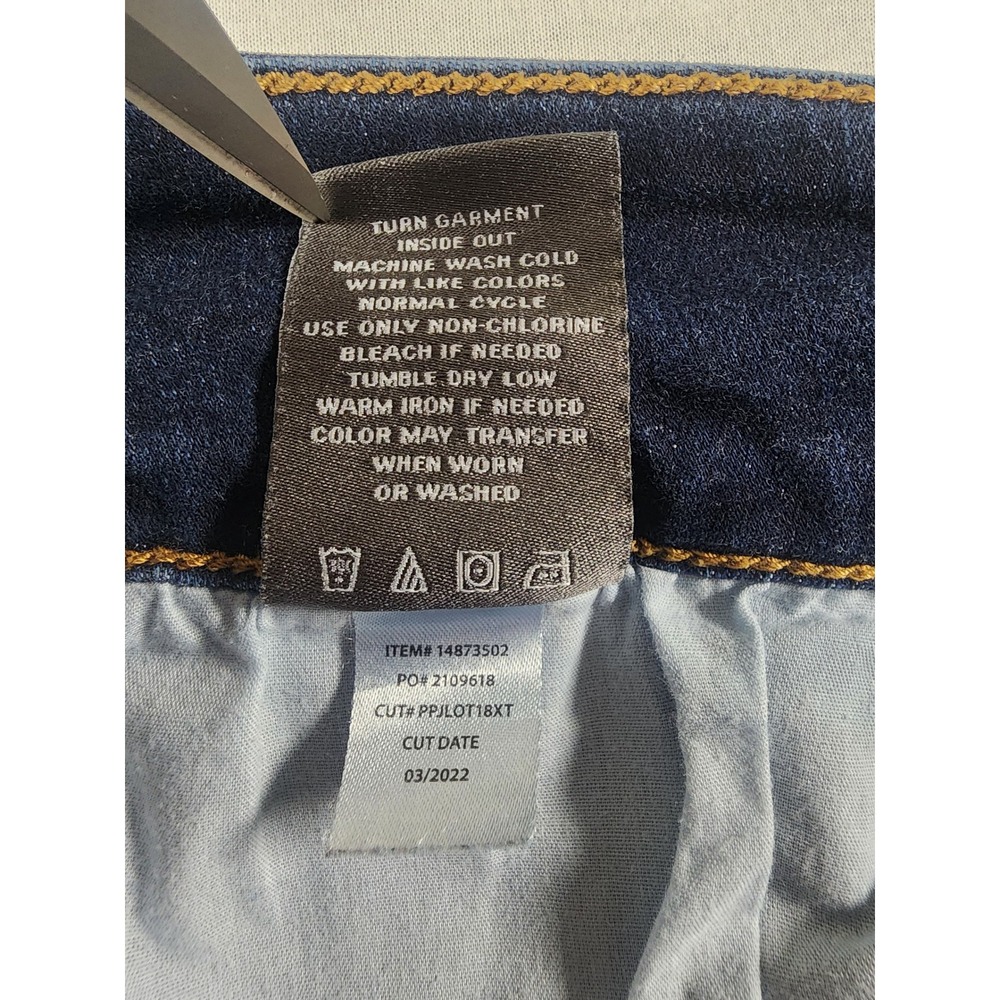 TURN GARMENT
INSIDE OUT
MACHINE WASH COLD
WITH LIKE COLORS
NORMAL CYCLE
USE ONLY NON-CHLORINE
BLEACH IF NEEDED
TUMBLE DRY LOW
WARM IRON IF NEEDED
COLOR MAY TRANSFER
WHEN WORN
OR WASHED
ITEM# 14873502
PO# 2109618
CUT# PPJLOT18XT
CUT DATE
03/2022